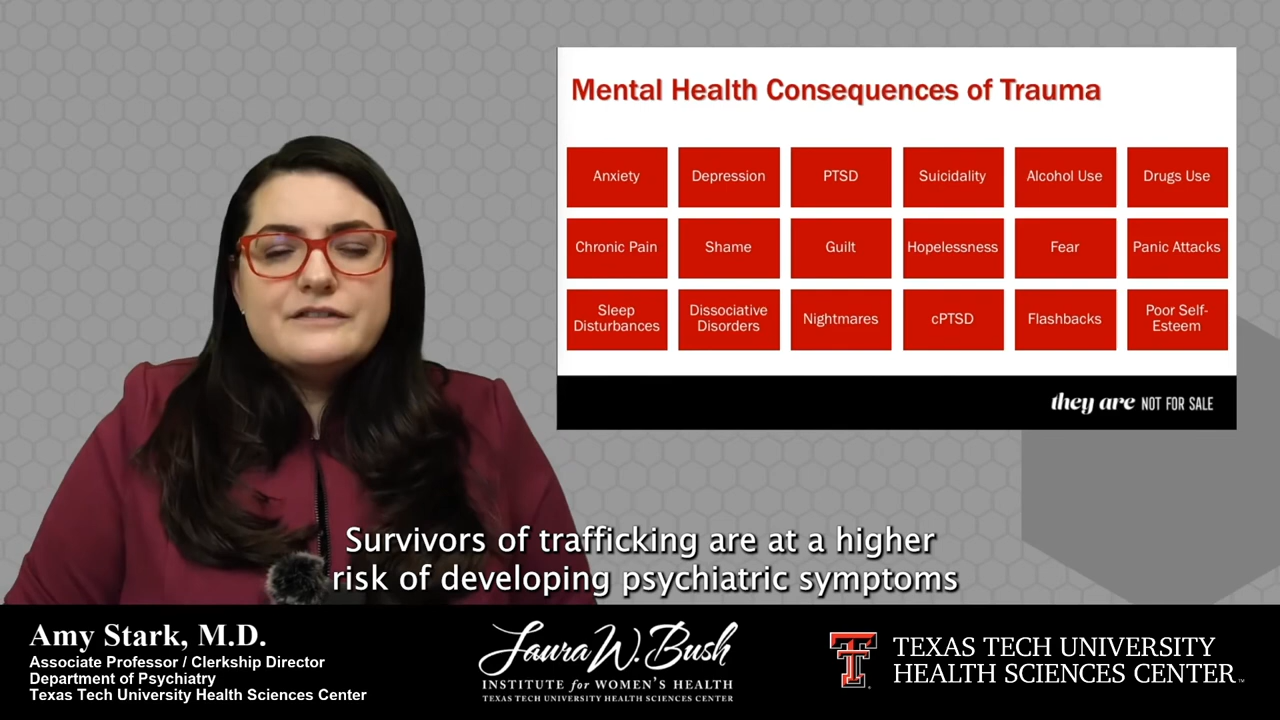 Mental Health Consequences of Trauma
Anxiety
Depression
PTSD
Suicidality
Alcohol Use
Drugs Use
Chronic Pain
Shame
Guilt
Hopelessness
Fear
Panic Attacks
Sleep
Disturbances
Dissociative
Disorders
Nightmares
cPTSD
Flashbacks
Poor Self-
Esteem
they are NOT FOR SALE
Survivors of trafficking are at a higher
risk of developing psychiatric symptoms
Amy Stark, M.D.
Associate Professor / Clerkship Director
Department of Psychiatry
Texas Tech University Health Sciences Center
Laura W. Bush
INSTITUTE for WOMEN'S HEALTH
TEXAS TECH UNIVERSITY HEALTH SCIENCES CENTER
TEXAS TECH UNIVERSITY
HEALTH SCIENCES CENTER™